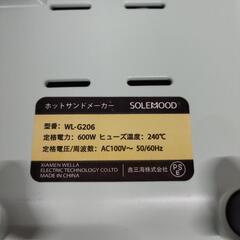 ホットサンドメーカー SOLEMOOD
型番: WL-G206
定格電力: 600W ヒューズ温度: 240℃
定格電圧/周波数: AC100V～ 50/60Hz
XIAMEN WELLA
ELECTRIC TECHNOLOGY CO.LTD
MADE IN CHINA
吉三海株式会社
PSE